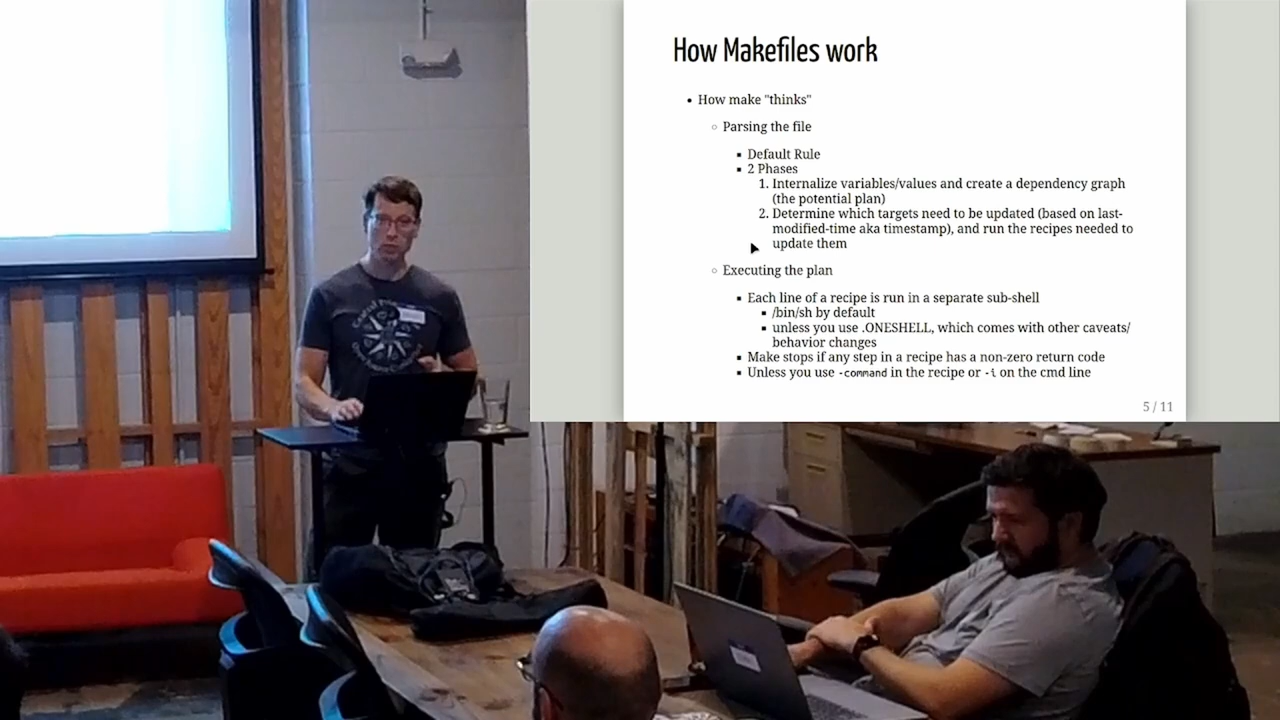 How Makefiles work
• How make "thinks"
◦ Parsing the file
▪ Default Rule
▪ 2 Phases
1. Internalize variables/values and create a dependency graph
(the potential plan)
2. Determine which targets need to be updated (based on last-
modified-time aka timestamp), and run the recipes needed to
update them
◦ Executing the plan
▪ Each line of a recipe is run in a separate sub-shell
▪ /bin/sh by default
▪ unless you use .ONESHELL, which comes with other caveats/
behavior changes
▪ Make stops if any step in a recipe has a non-zero return code
▪ Unless you use -command in the recipe or -i on the cmd line
5 / 11